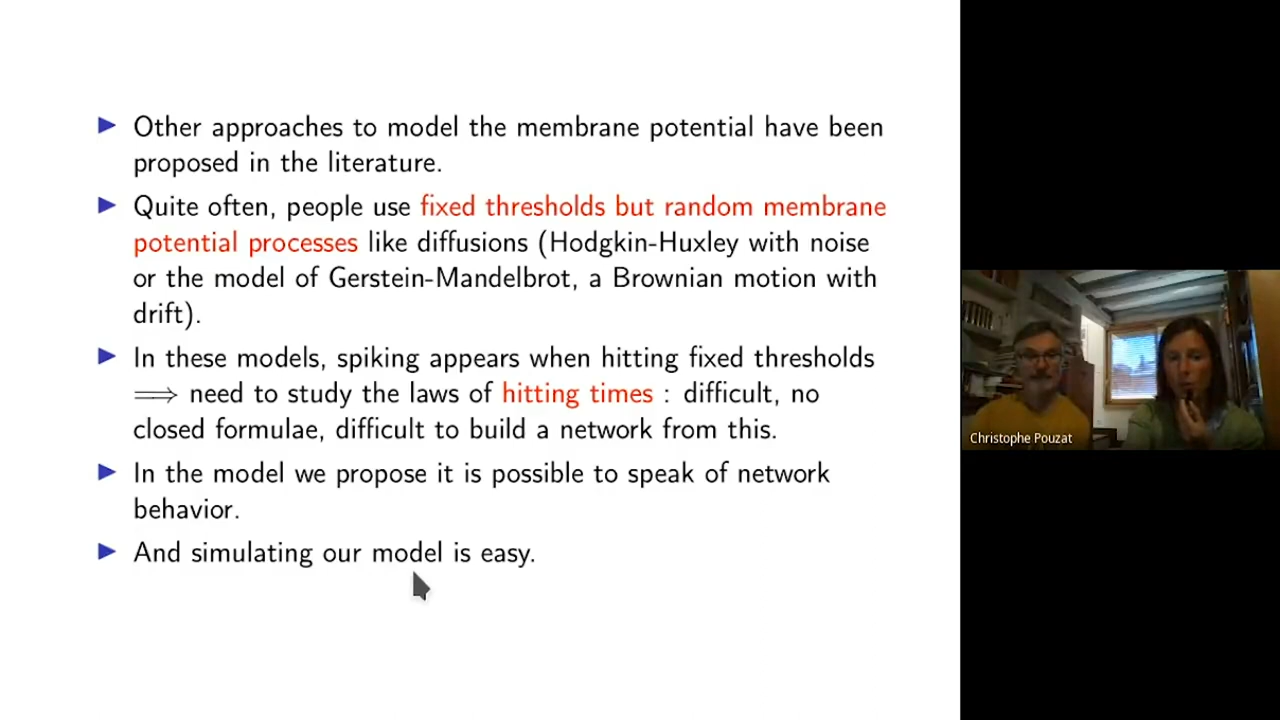 Other approaches to model the membrane potential have been
proposed in the literature.
Quite often, people use fixed thresholds but random membrane
potential processes like diffusions (Hodgkin-Huxley with noise
or the model of Gerstein-Mandelbrot, a Brownian motion with
drift).
In these models, spiking appears when hitting fixed thresholds
⟹ need to study the laws of hitting times : difficult, no
closed formulae, difficult to build a network from this.
In the model we propose it is possible to speak of network
behavior.
And simulating our model is easy.
Christophe Pouzat